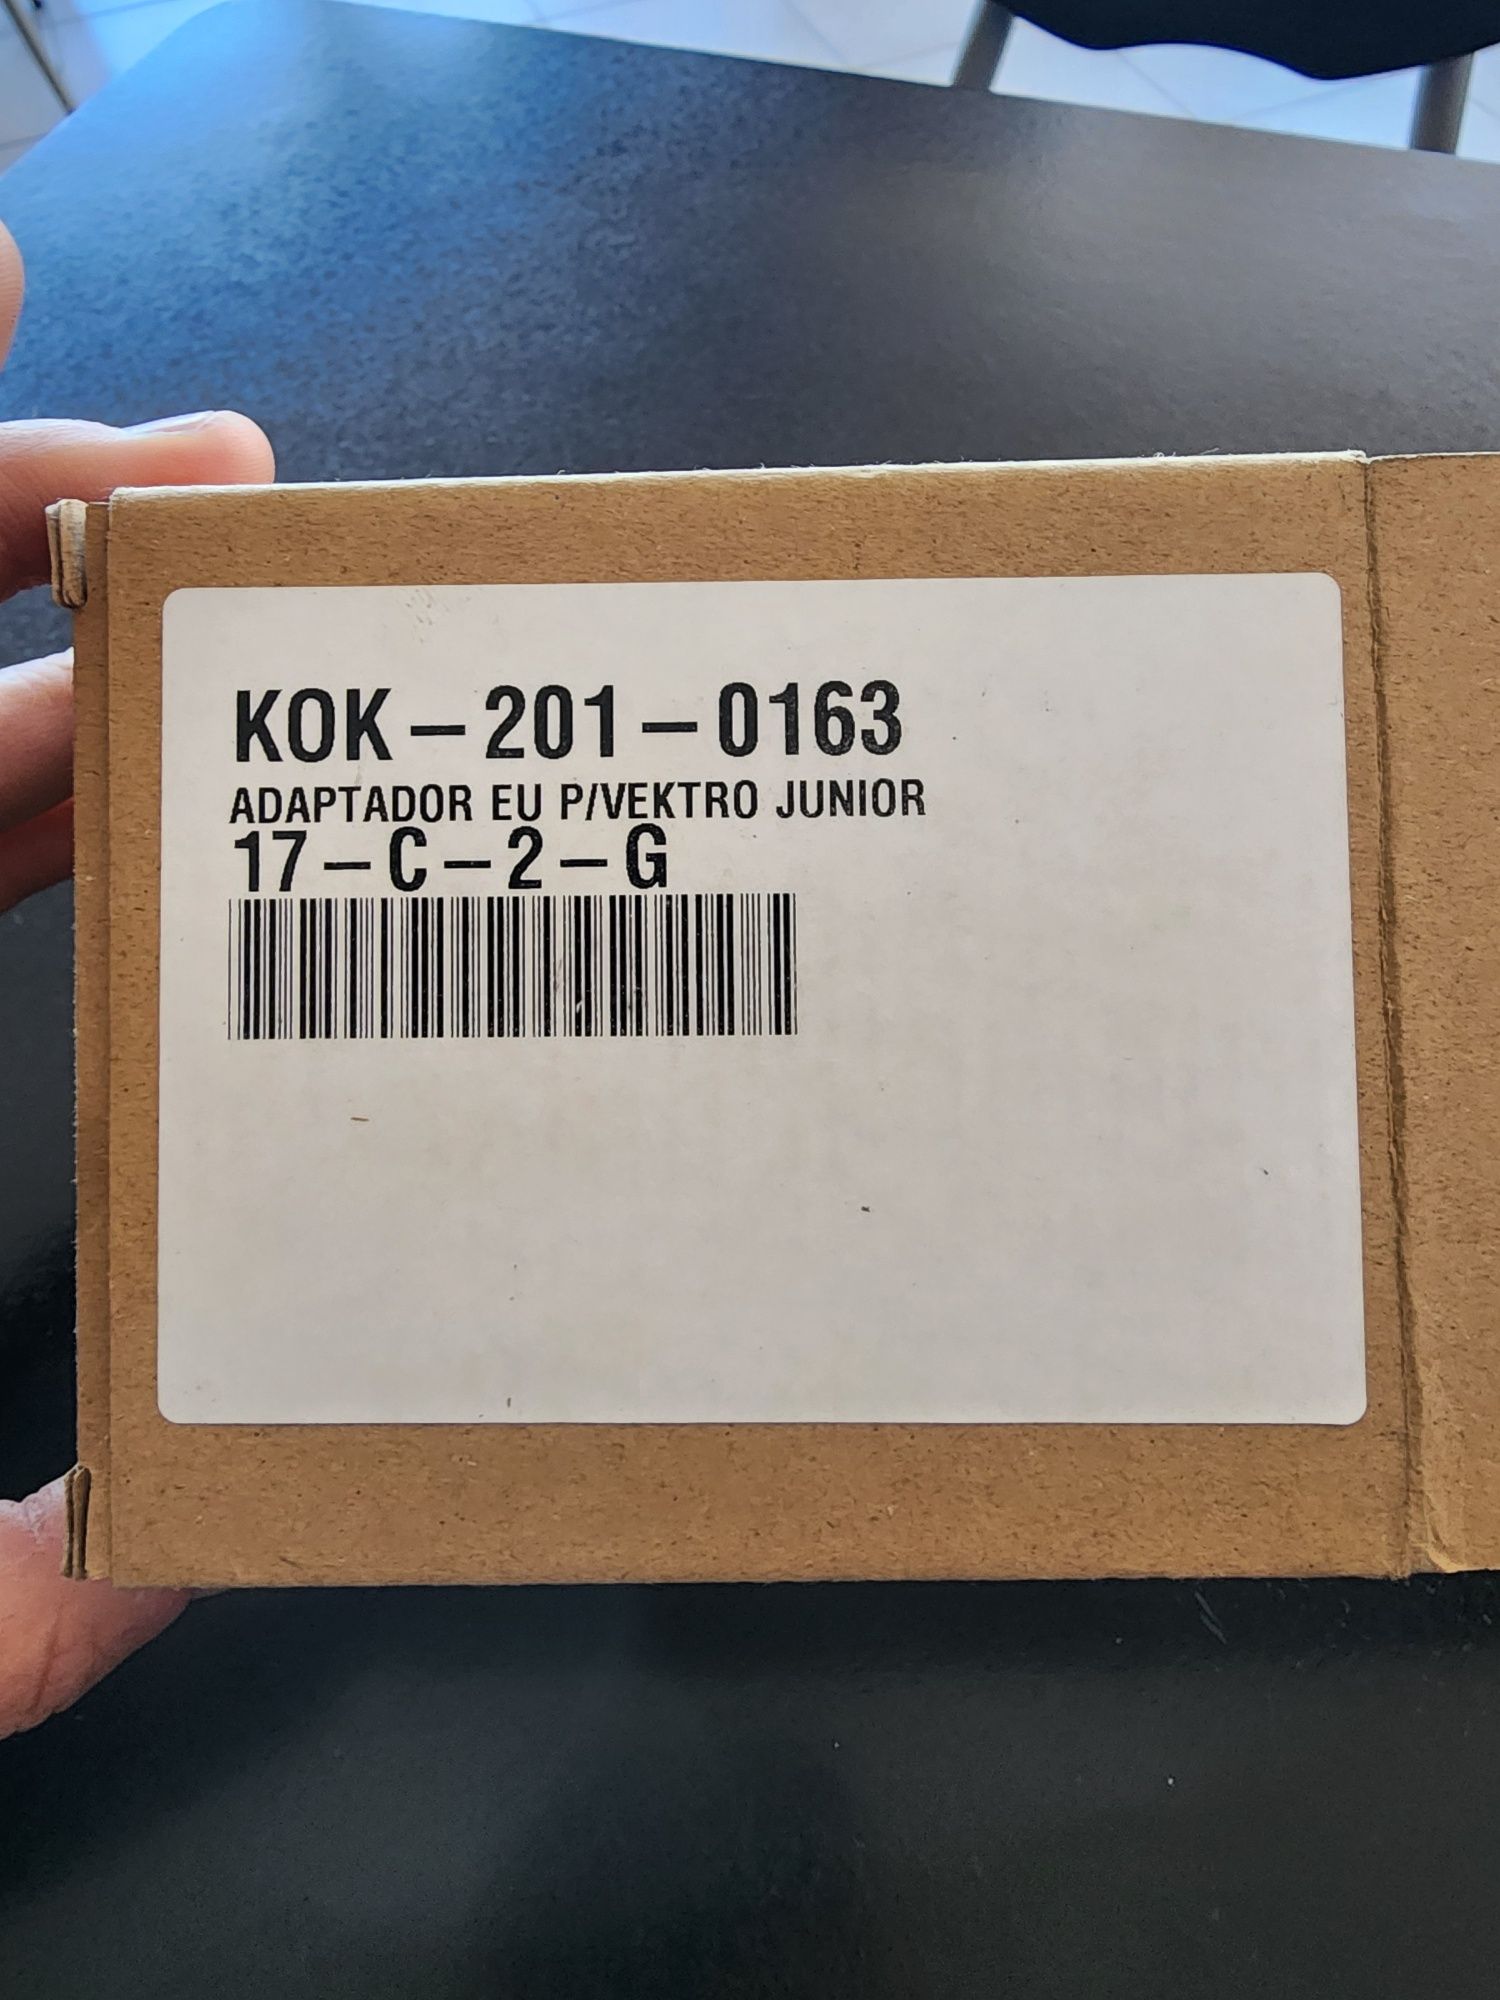 KOK-201-0163
ADAPTADOR EU P/VEKTRO JUNIOR
17-C-2-G